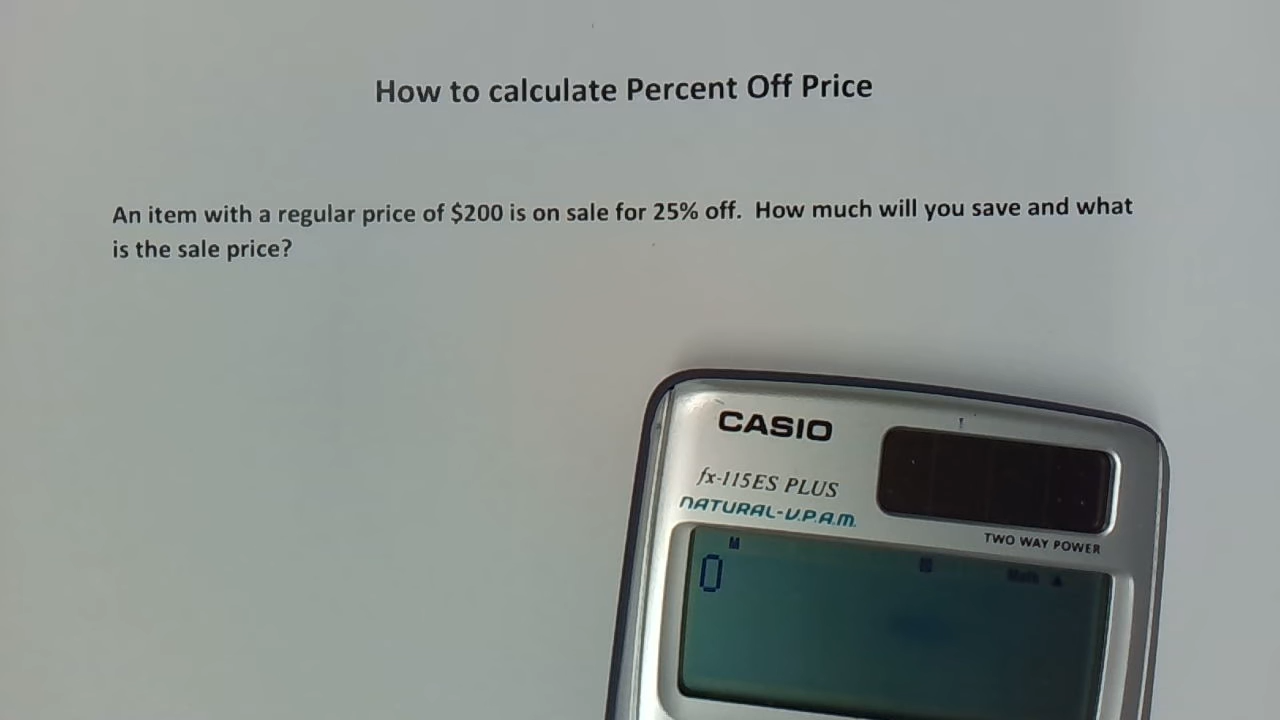 How to calculate Percent Off Price
An item with a regular price of $200 is on sale for 25% off. How much will you save and what
is the sale price?
CASIO
fx-115ES PLUS
NATURAL-V.P.A.M.
TWO WAY POWER
M D Math ▲
0